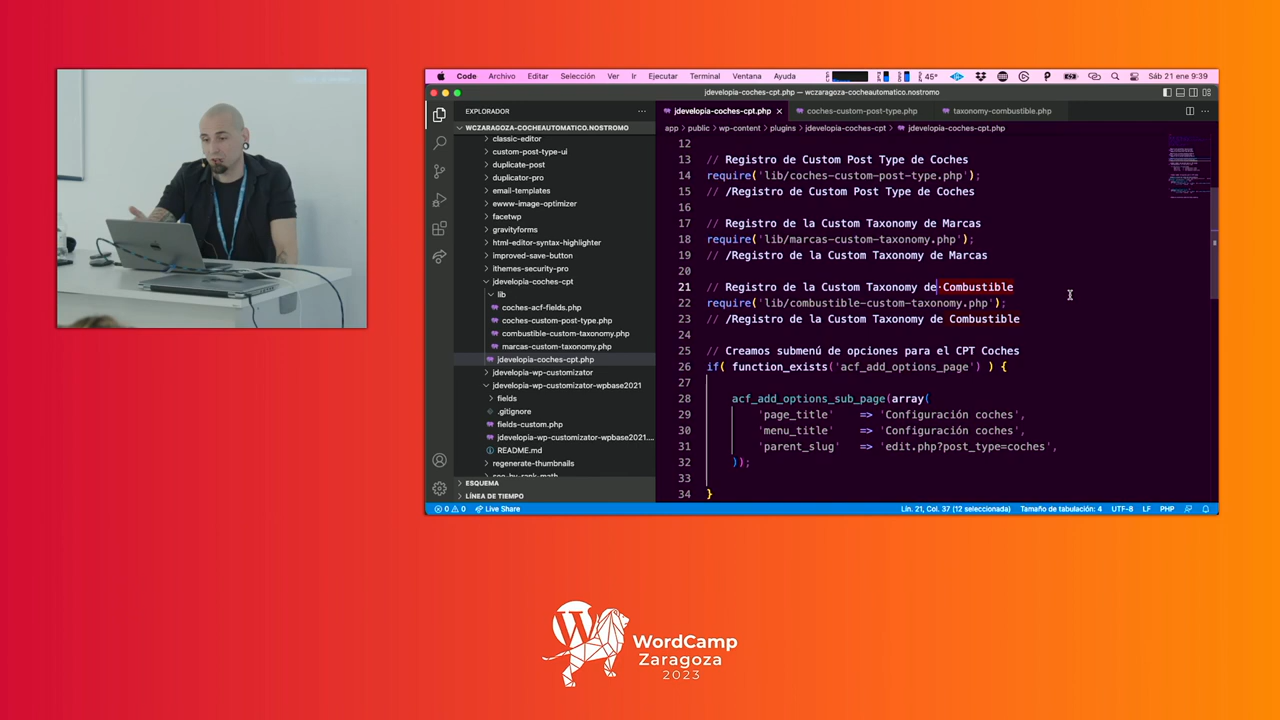 Code Archivo Editar Selección Ver Ir Ejecutar Terminal Ventana Ayuda 45° Sáb 21 ene 9:39
jdevelopia-coches-cpt.php — wczaragoza-cocheautomatico.nostromo
EXPLORADOR
WCZARAGOZA-COCHEAUTOMATICO.NOSTROMO
classic-editor
custom-post-type-ui
duplicate-post
duplicator-pro
email-templates
ewww-image-optimizer
facetwp
gravityforms
html-editor-syntax-highlighter
improved-save-button
ithemes-security-pro
jdevelopia-coches-cpt
lib
coches-acf-fields.php
coches-custom-post-type.php
combustible-custom-taxonomy.php
marcas-custom-taxonomy.php
jdevelopia-coches-cpt.php
jdevelopia-wp-customizator
jdevelopia-wp-customizator-wpbase2021
fields
.gitignore
fields-custom.php
jdevelopia-wp-customizator-wpbase2021....
README.md
regenerate-thumbnails
seo-by-rank-math
ESQUEMA
LÍNEA DE TIEMPO
jdevelopia-coches-cpt.php × coches-custom-post-type.php taxonomy-combustible.php
app > public > wp-content > plugins > jdevelopia-coches-cpt > jdevelopia-coches-cpt.php
12
13 // Registro de Custom Post Type de Coches
14 require('lib/coches-custom-post-type.php');
15 // /Registro de Custom Post Type de Coches
16
17 // Registro de la Custom Taxonomy de Marcas
18 require('lib/marcas-custom-taxonomy.php');
19 // /Registro de la Custom Taxonomy de Marcas
20
21 // Registro de la Custom Taxonomy de Combustible
22 require('lib/combustible-custom-taxonomy.php');
23 // /Registro de la Custom Taxonomy de Combustible
24
25 // Creamos submenú de opciones para el CPT Coches
26 if( function_exists('acf_add_options_page') ) {
27
28 acf_add_options_sub_page(array(
29 'page_title' => 'Configuración coches',
30 'menu_title' => 'Configuración coches',
31 'parent_slug' => 'edit.php?post_type=coches',
32 ));
33
34 }
0 0 Live Share Lín. 21, Col. 37 (12 seleccionada) Tamaño de tabulación: 4 UTF-8 LF PHP
WordCamp
Zaragoza
2023